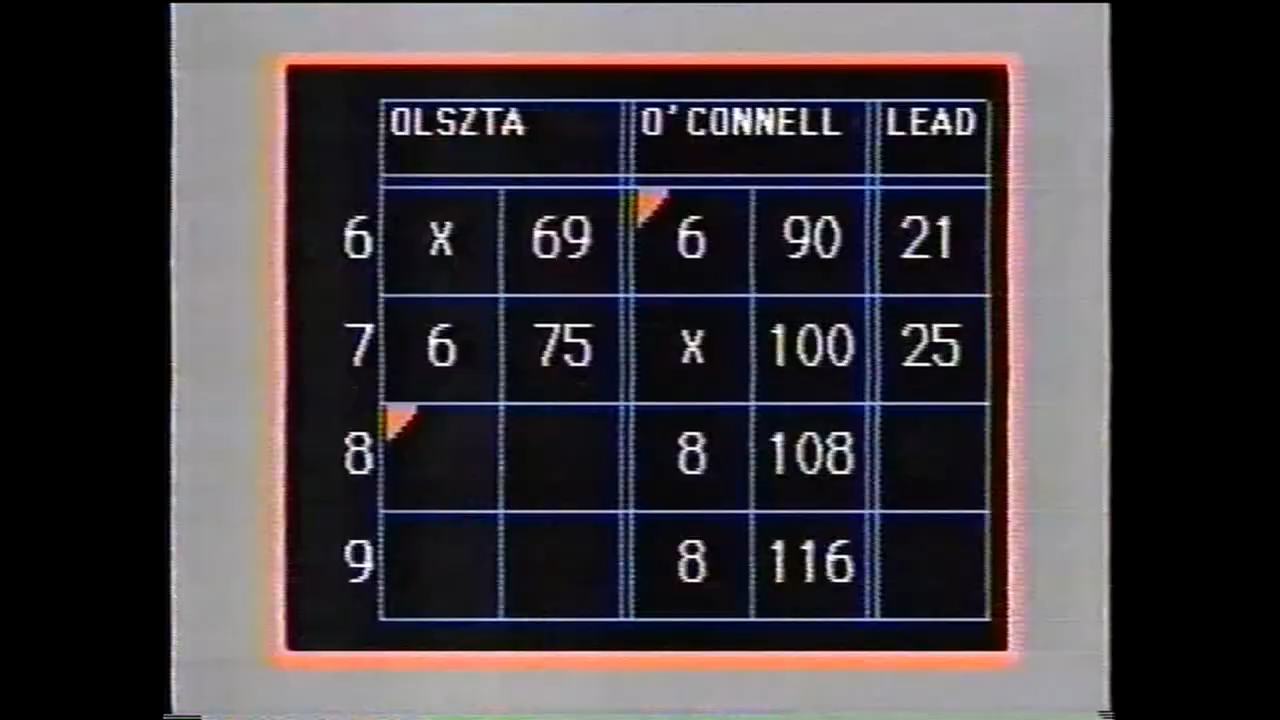 OLSZTA O'CONNELL LEAD
6 X 69 6 90 21
7 6 75 X 100 25
8 8 108
9 8 116